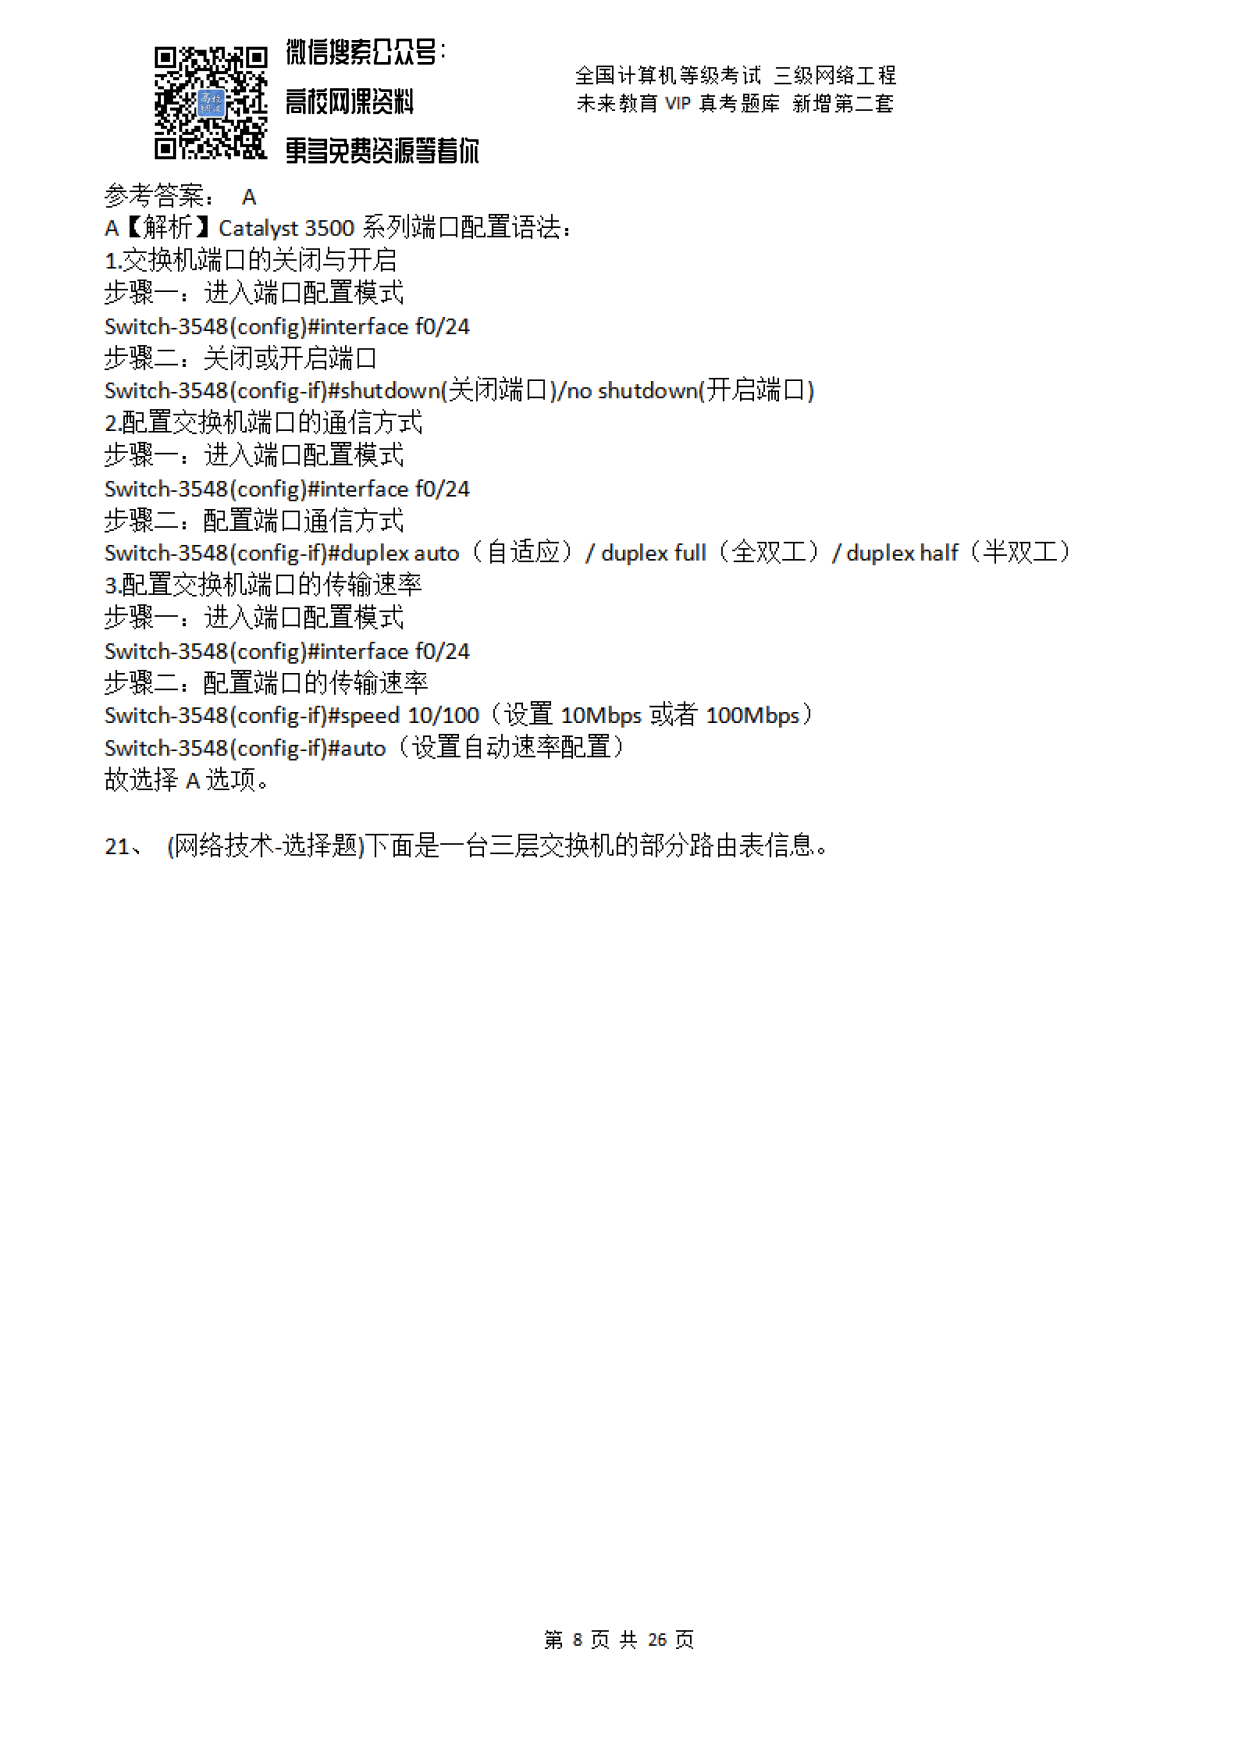 微信搜索公众号：
高校网课资料
更多免费资源等着你
全国计算机等级考试 三级网络工程
未来教育 VIP 真考题库 新增第二套
高校
网课
参考答案： A
A【解析】Catalyst 3500 系列端口配置语法：
1.交换机端口的关闭与开启
步骤一：进入端口配置模式
Switch-3548(config)#interface f0/24
步骤二：关闭或开启端口
Switch-3548(config-if)#shutdown(关闭端口)/no shutdown(开启端口)
2.配置交换机端口的通信方式
步骤一：进入端口配置模式
Switch-3548(config)#interface f0/24
步骤二：配置端口通信方式
Switch-3548(config-if)#duplex auto（自适应）/ duplex full（全双工）/ duplex half（半双工）
3.配置交换机端口的传输速率
步骤一：进入端口配置模式
Switch-3548(config)#interface f0/24
步骤二：配置端口的传输速率
Switch-3548(config-if)#speed 10/100（设置 10Mbps 或者 100Mbps）
Switch-3548(config-if)#auto（设置自动速率配置）
故选择 A 选项。
21、 (网络技术-选择题)下面是一台三层交换机的部分路由表信息。
第 8 页 共 26 页